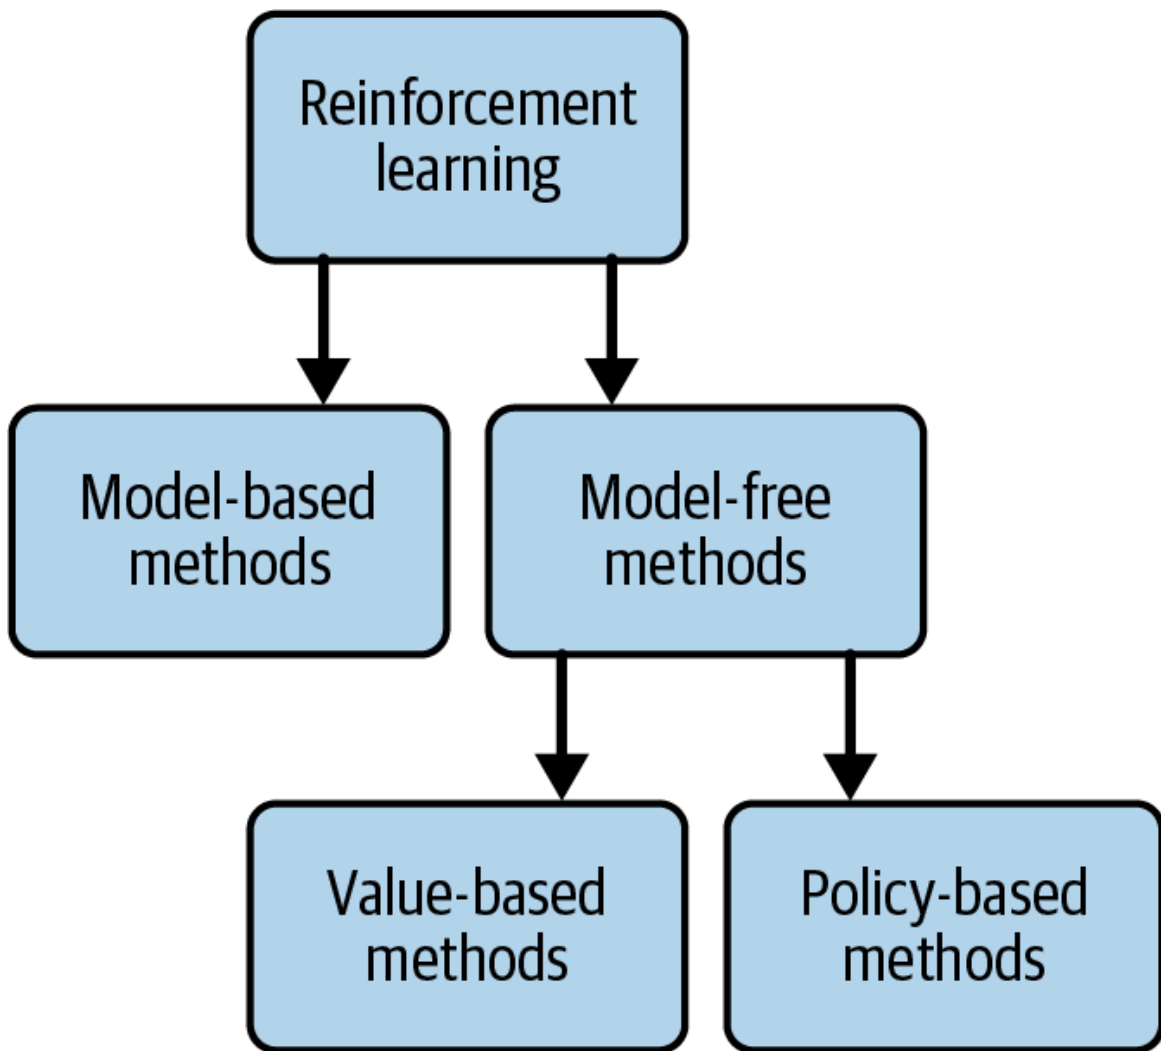 Reinforcement
learning
Model-based
methods
Model-free
methods
Value-based
methods
Policy-based
methods